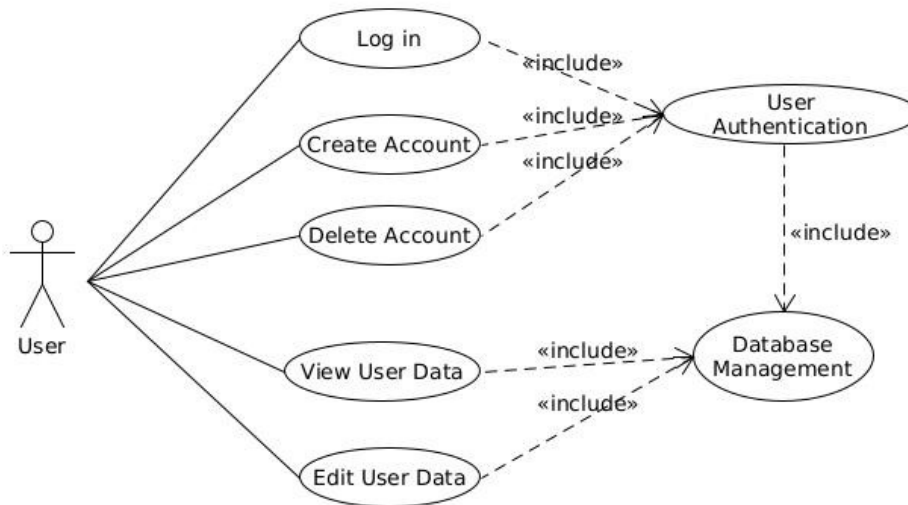 Log in
«include»
User
Authentication
«include»
Create Account
«include»
Delete Account
«include»
User
View User Data
«include»
Database
Management
«include»
Edit User Data